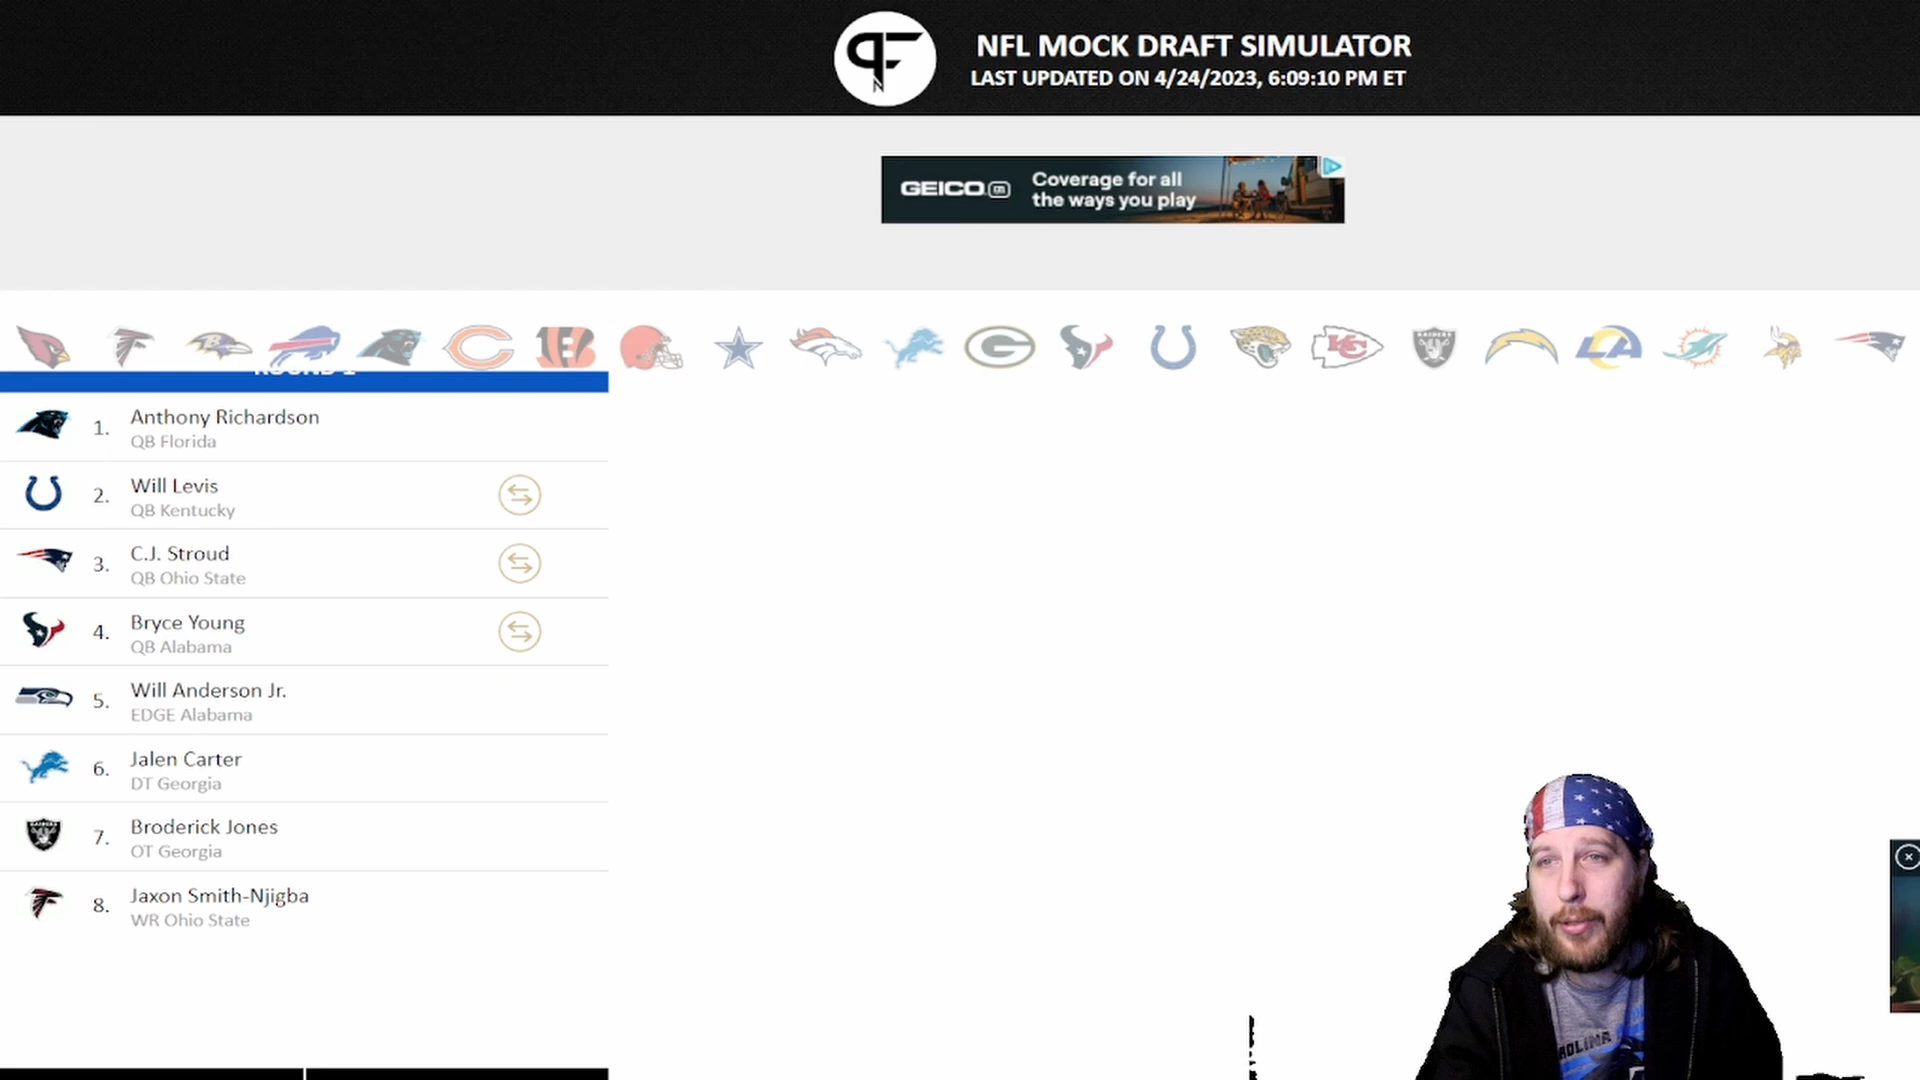 NFL MOCK DRAFT SIMULATOR
LAST UPDATED ON 4/24/2023, 6:09:10 PM ET
GEICO
Coverage for all
the ways you play
ROUND 1
1. Anthony Richardson
QB Florida
2. Will Levis
QB Kentucky
3. C.J. Stroud
QB Ohio State
4. Bryce Young
QB Alabama
5. Will Anderson Jr.
EDGE Alabama
6. Jalen Carter
DT Georgia
7. Broderick Jones
OT Georgia
8. Jaxon Smith-Njigba
WR Ohio State